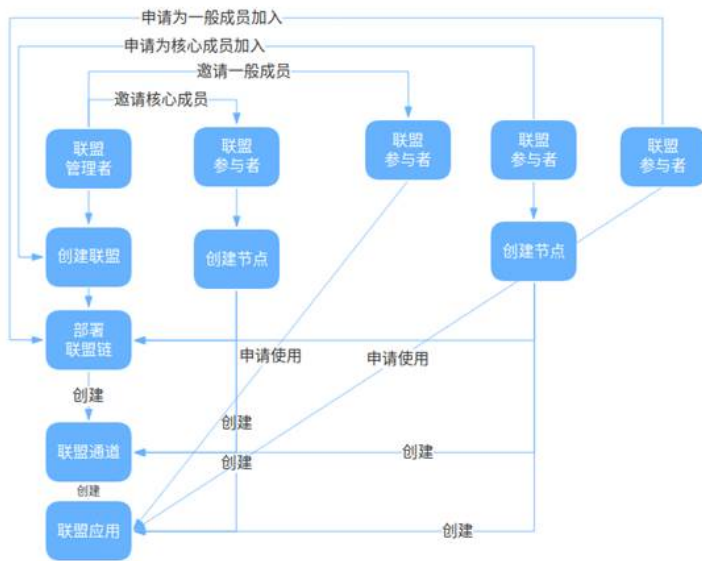 申请为一般成员加入
申请为核心成员加入
邀请一般成员
邀请核心成员
联盟
管理者
联盟
参与者
联盟
参与者
联盟
参与者
联盟
参与者
创建联盟
创建节点
创建节点
部署
联盟链
申请使用
申请使用
创建
创建
联盟通道
创建
创建
创建
联盟应用
创建